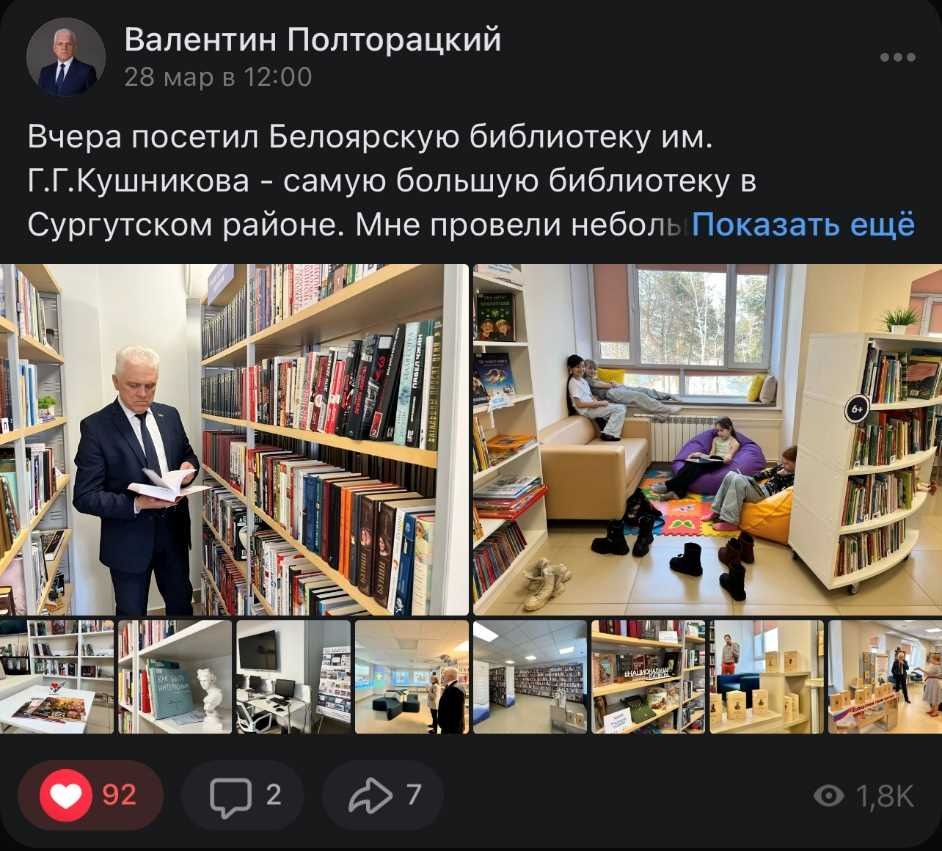 Валентин Полторацкий
28 мар в 12:00
Вчера посетил Белоярскую библиотеку им.
Г.Г.Кушникова - самую большую библиотеку в
Сургутском районе. Мне провели неболь Показать ещё
6+
92
2
7
1,8K